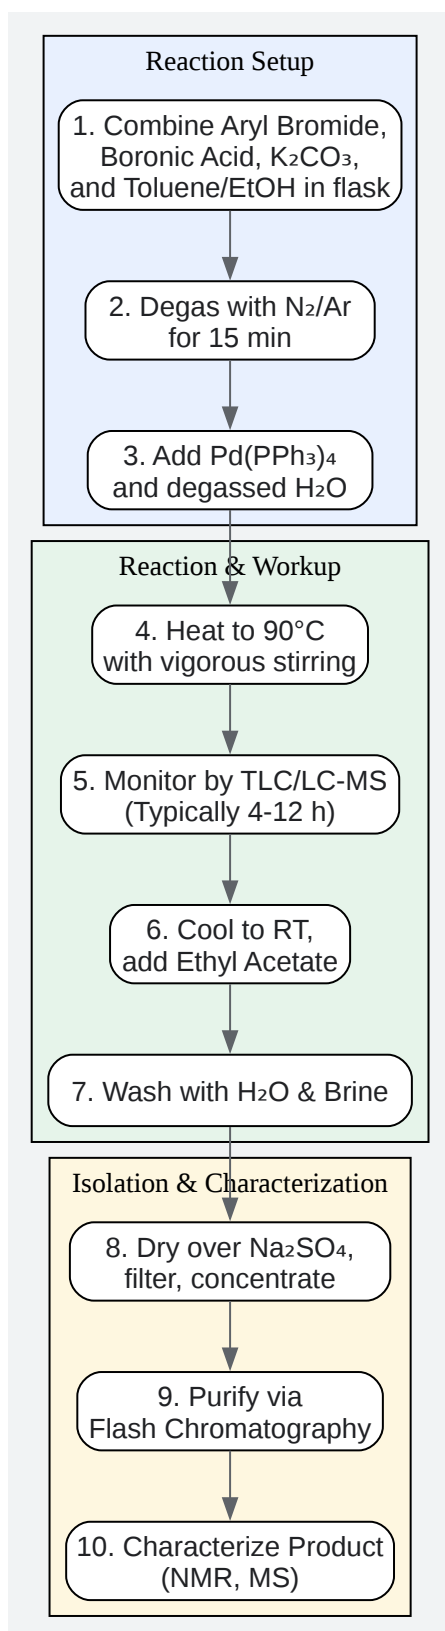 Reaction Setup
1. Combine Aryl Bromide,
Boronic Acid, K₂CO₃,
and Toluene/EtOH in flask
2. Degas with N₂/Ar
for 15 min
3. Add Pd(PPh₃)₄
and degassed H₂O
Reaction & Workup
4. Heat to 90°C
with vigorous stirring
5. Monitor by TLC/LC-MS
(Typically 4-12 h)
6. Cool to RT,
add Ethyl Acetate
7. Wash with H₂O & Brine
Isolation & Characterization
8. Dry over Na₂SO₄,
filter, concentrate
9. Purify via
Flash Chromatography
10. Characterize Product
(NMR, MS)